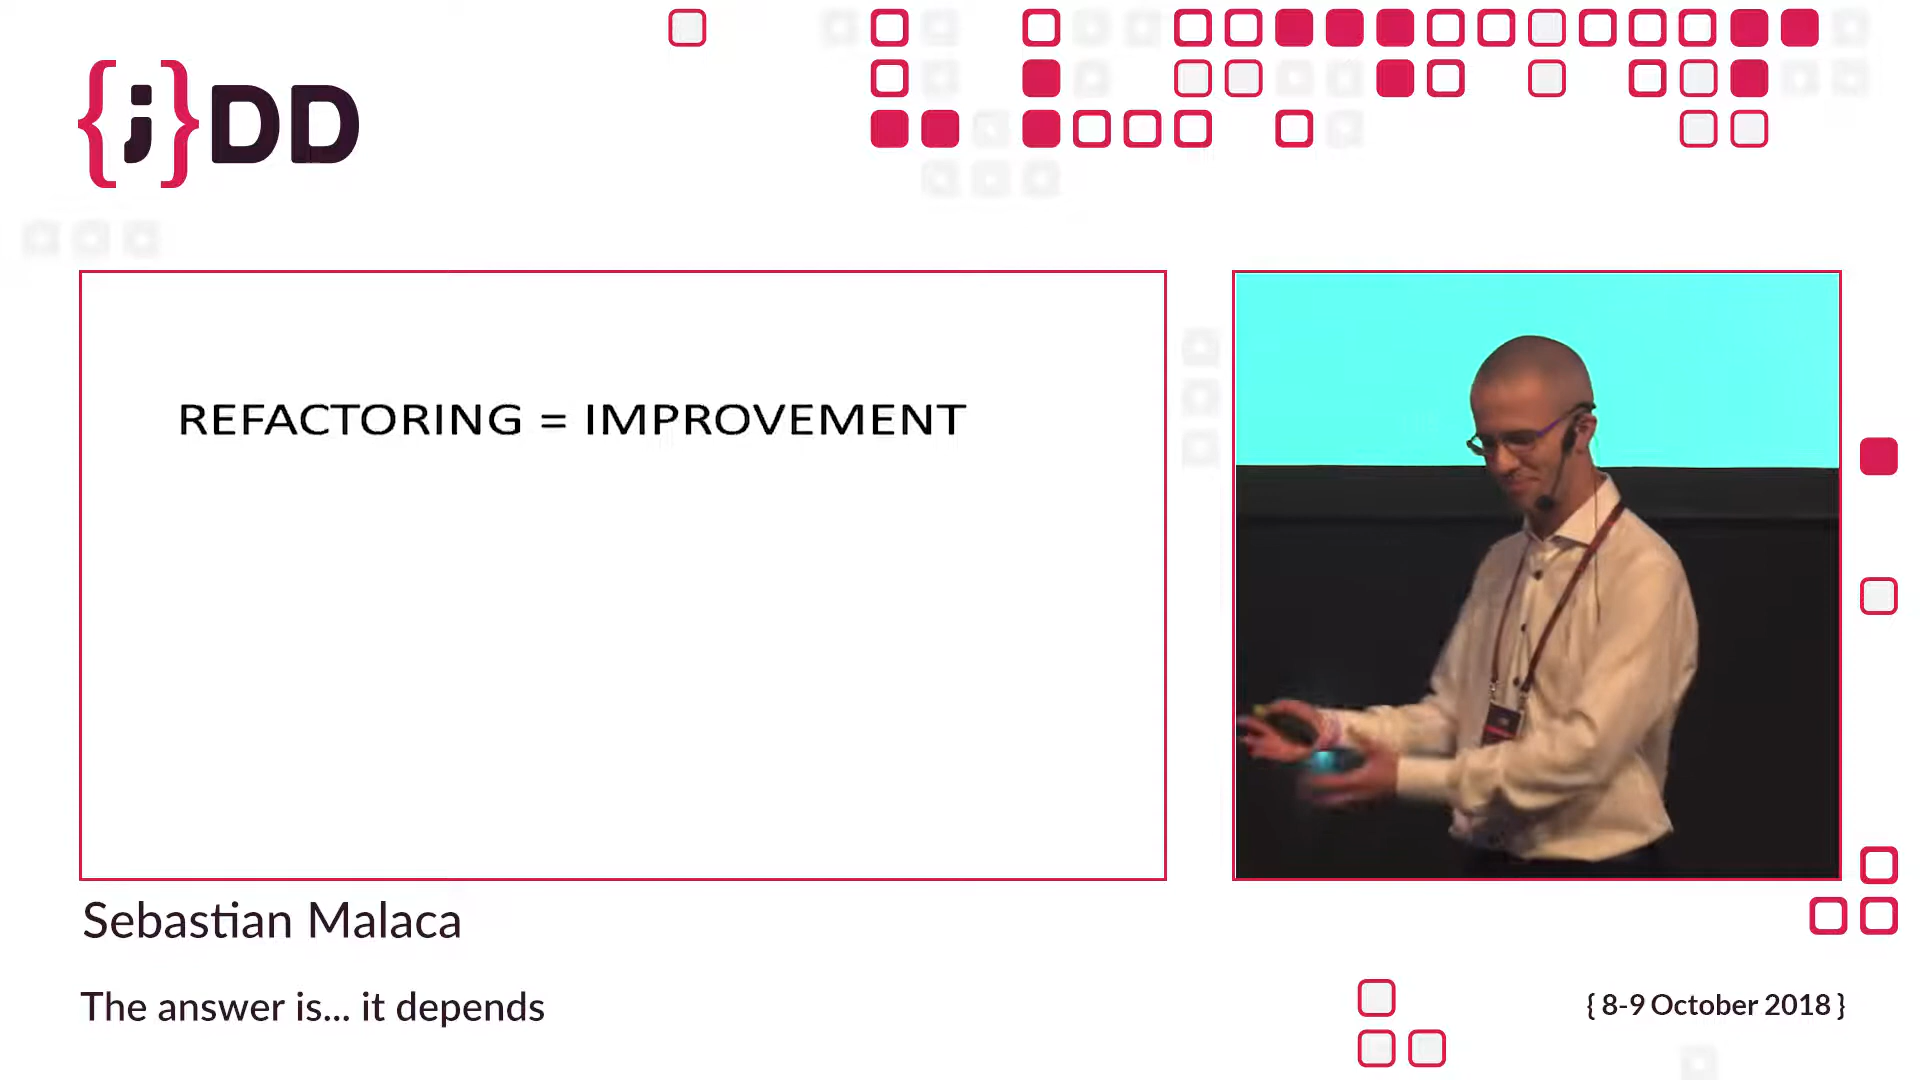 {j}DD
REFACTORING = IMPROVEMENT
Sebastian Malaca
The answer is... it depends
{ 8-9 October 2018 }